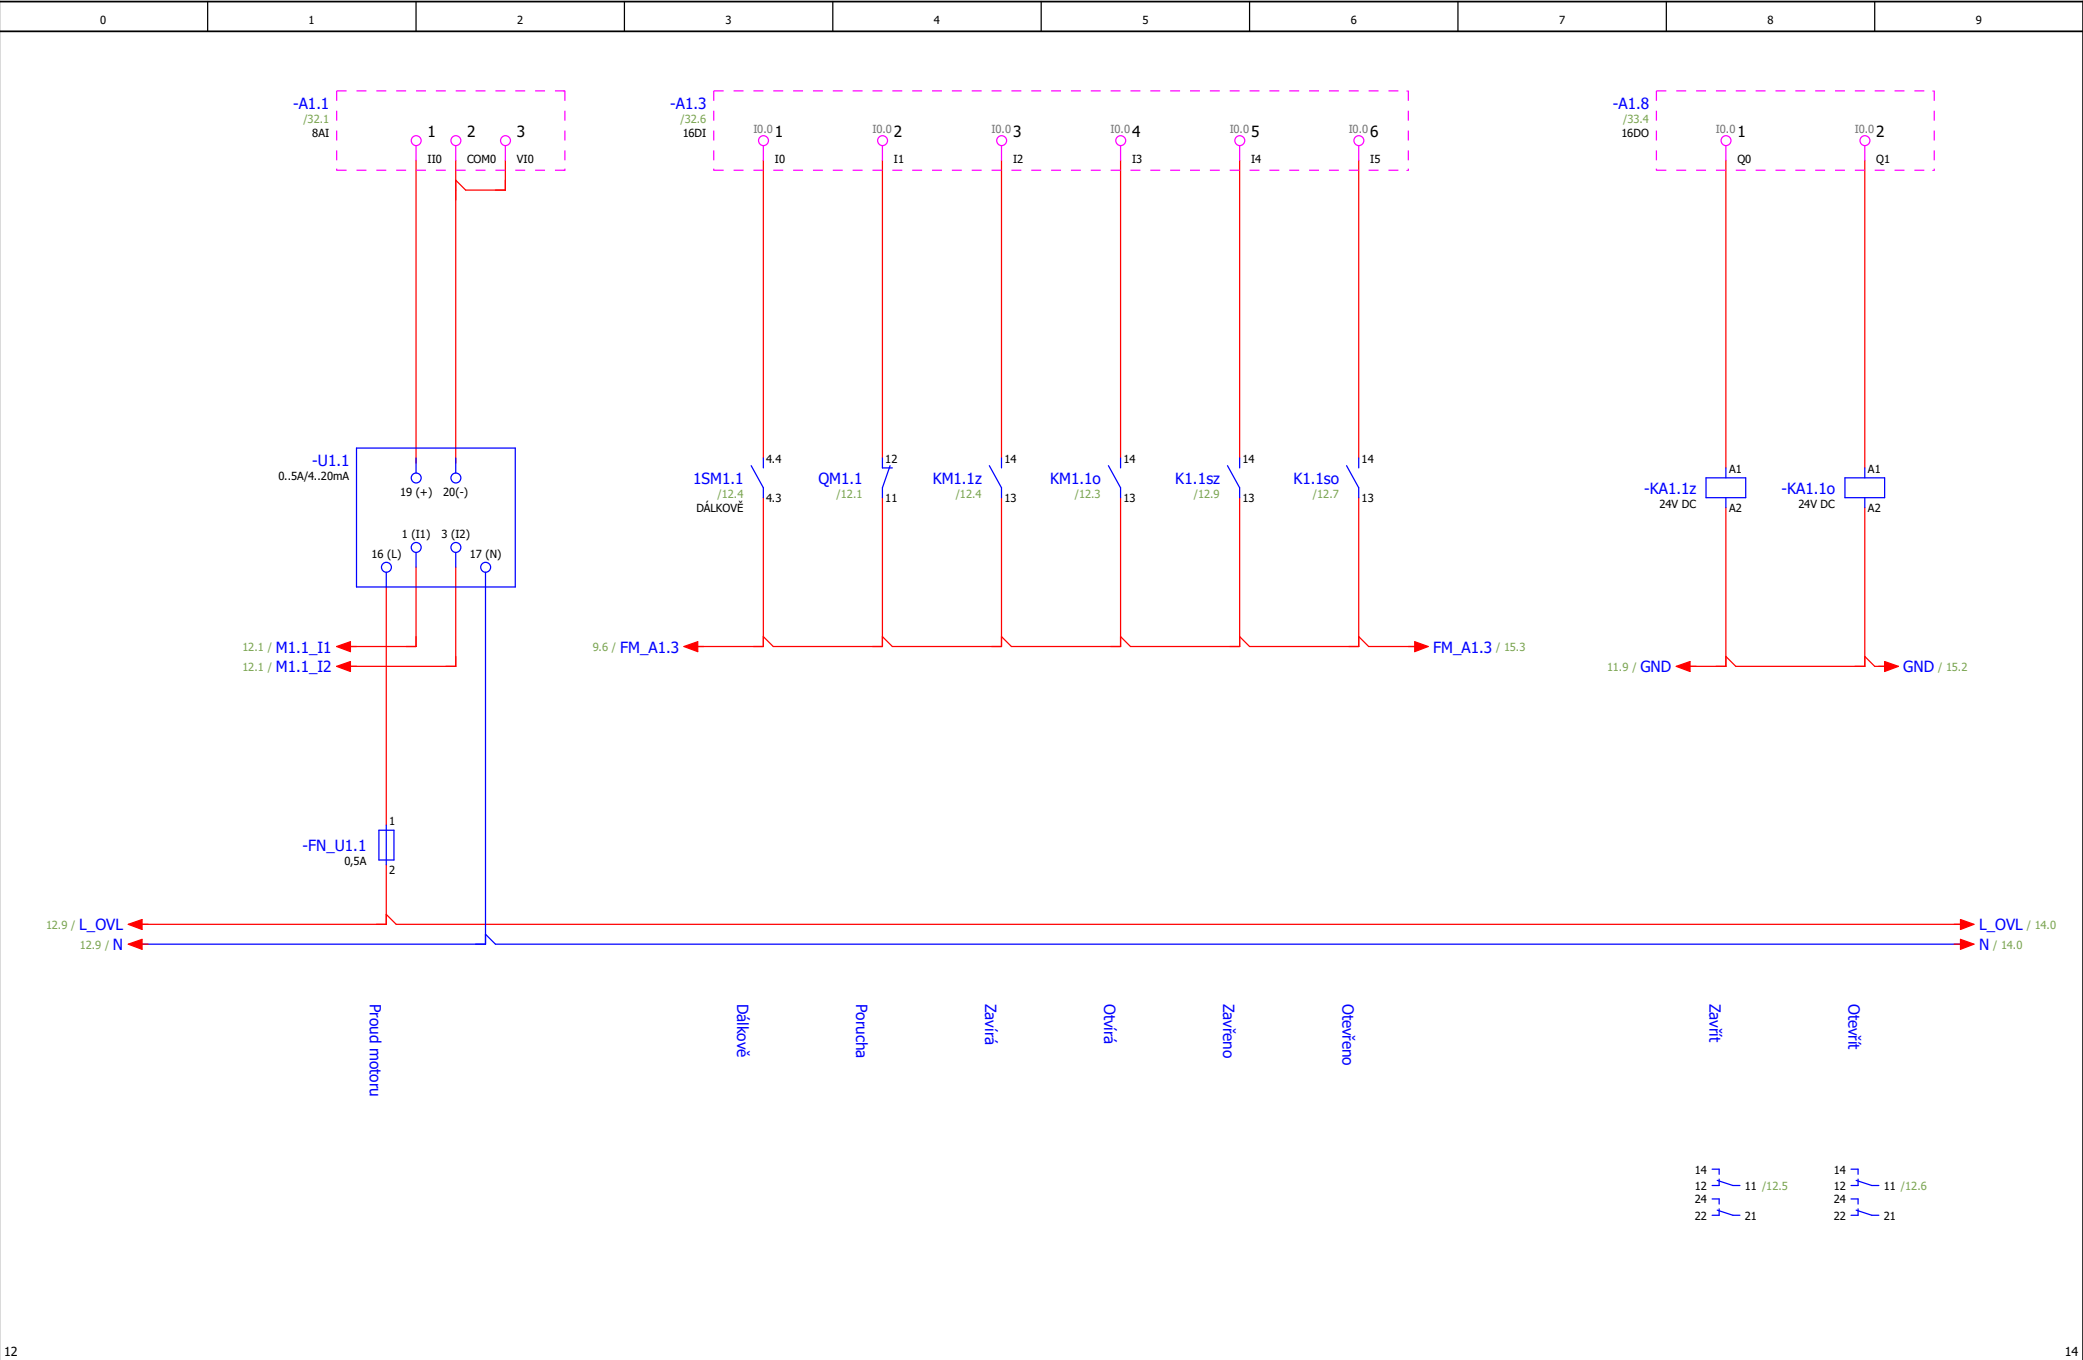 0 1 2 3 4 5 6 7 8 9
-A1.1
/32.1
8AI
1 2 3
II0 COM0 VI0
-A1.3
/32.6
16DI
I0.0 1 I0.0 2 I0.0 3 I0.0 4 I0.0 5 I0.0 6
I0 I1 I2 I3 I4 I5
-A1.8
/33.4
16DO
I0.0 1 I0.0 2
Q0 Q1
-U1.1
0..5A/4..20mA
19 (+) 20(-)
1 (I1) 3 (I2)
16 (L) 17 (N)
1SM1.1
/12.4
DÁLKOVĚ
4.4
4.3
QM1.1
/12.1
12
11
KM1.1z
/12.4
14
13
KM1.1o
/12.3
14
13
K1.1sz
/12.9
14
13
K1.1so
/12.7
14
13
-KA1.1z
24V DC
A1
A2
-KA1.1o
24V DC
A1
A2
12.1 / M1.1_I1
12.1 / M1.1_I2
9.6 / FM_A1.3
FM_A1.3 / 15.3
11.9 / GND
GND / 15.2
-FN_U1.1
0,5A
1
2
12.9 / L_OVL
12.9 / N
L_OVL / 14.0
N / 14.0
Proud motoru
Dálkově
Porucha
Zavírá
Otvírá
Zavřeno
Otevřeno
Zavřít
Otevřít
14
12 11 /12.5
24
22 21
14
12 11 /12.6
24
22 21
12
14